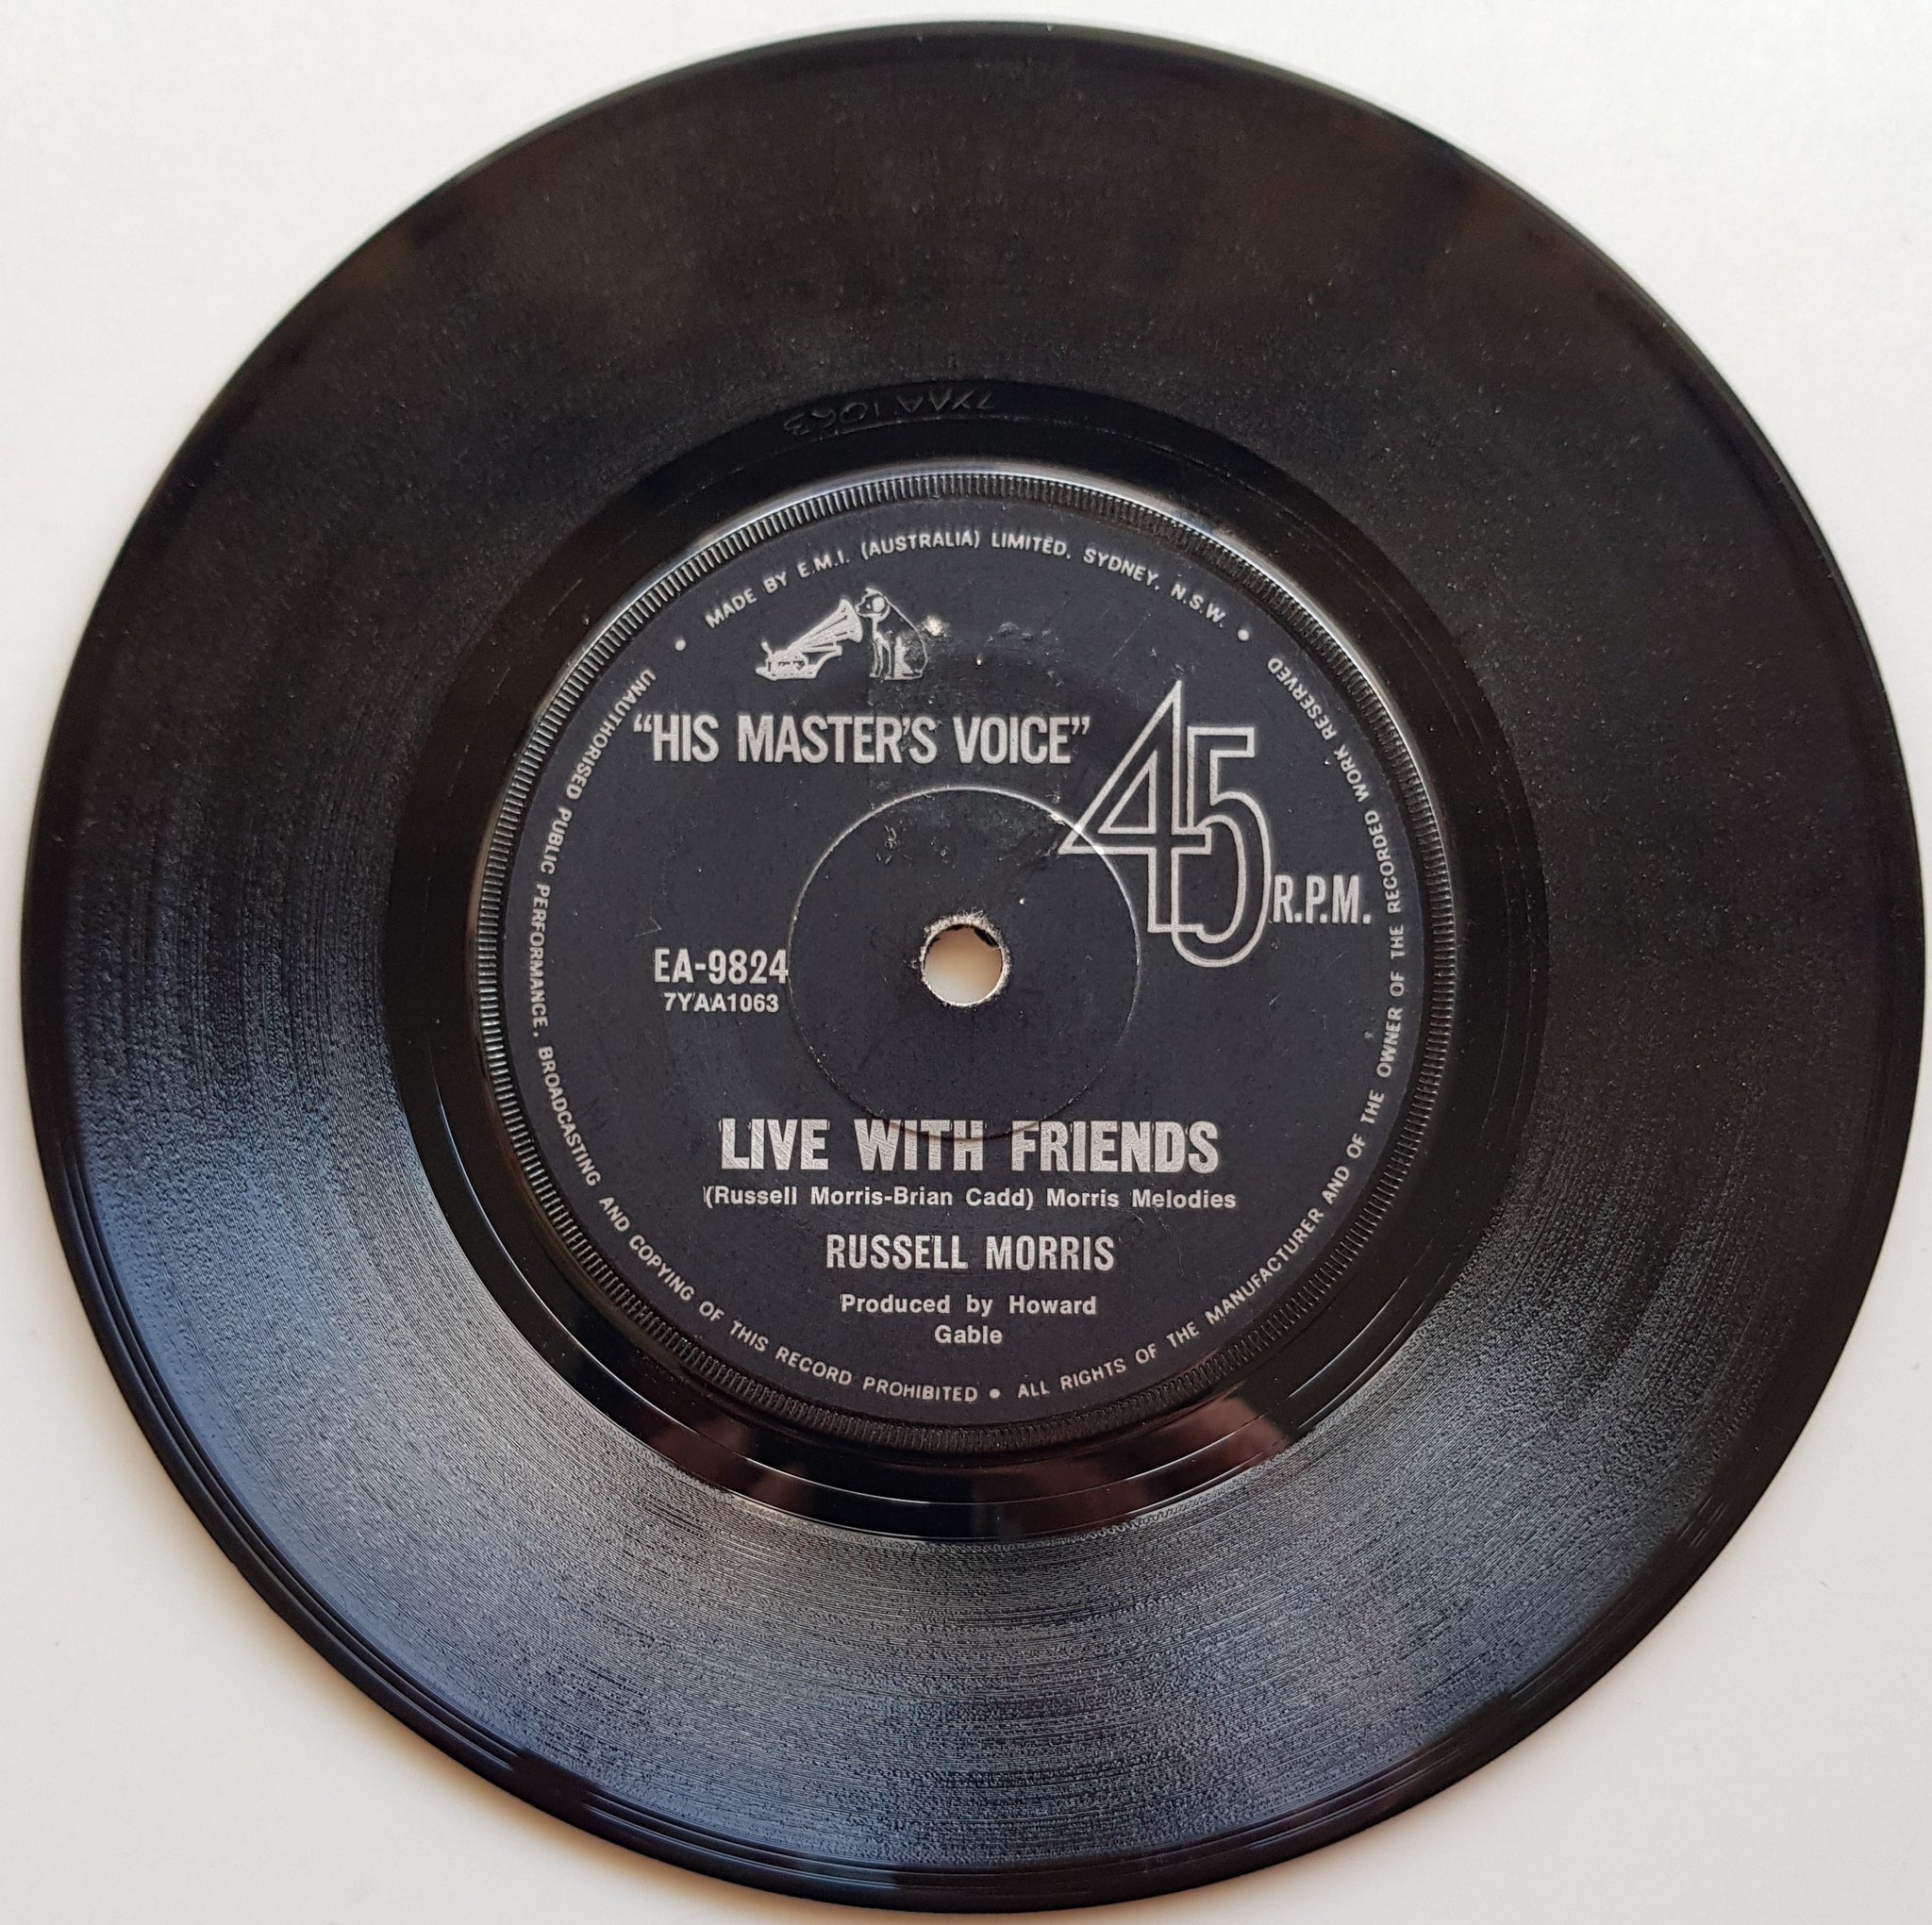 7YAA 1063
MADE BY E.M.I. (AUSTRALIA) LIMITED. SYDNEY. N.S.W.
"HIS MASTER'S VOICE"
45 R.P.M.
EA-9824
7YAA1063
LIVE WITH FRIENDS
(Russell Morris-Brian Cadd) Morris Melodies
RUSSELL MORRIS
Produced by Howard
Gable
UNAUTHORISED PUBLIC PERFORMANCE, BROADCASTING AND COPYING OF THIS RECORD PROHIBITED • ALL RIGHTS OF THE MANUFACTURER AND OF THE OWNER OF THE RECORDED WORK RESERVED